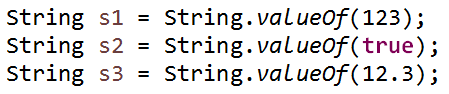 String s1 = String.valueOf(123);
String s2 = String.valueOf(true);
String s3 = String.valueOf(12.3);